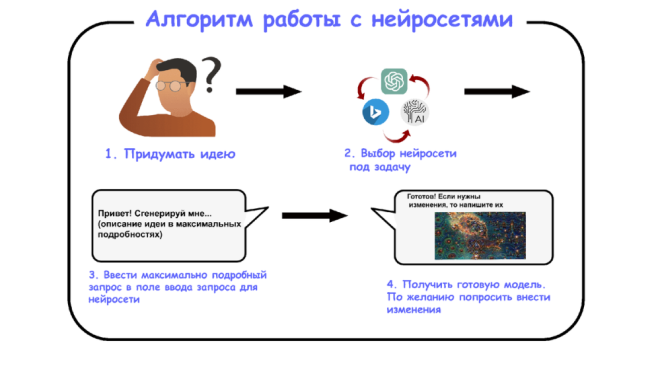 Алгоритм работы с нейросетями
?
AI
1. Придумать идею
2. Выбор нейросети
под задачу
Привет! Сгенерируй мне...
(описание идеи в максимальных
подробностях)
Гототов! Если нужны
изменения, то напишите их
3. Ввести максимально подробный
запрос в поле ввода запроса для
нейросети
4. Получить готовую модель.
По желанию попросить внести
изменения